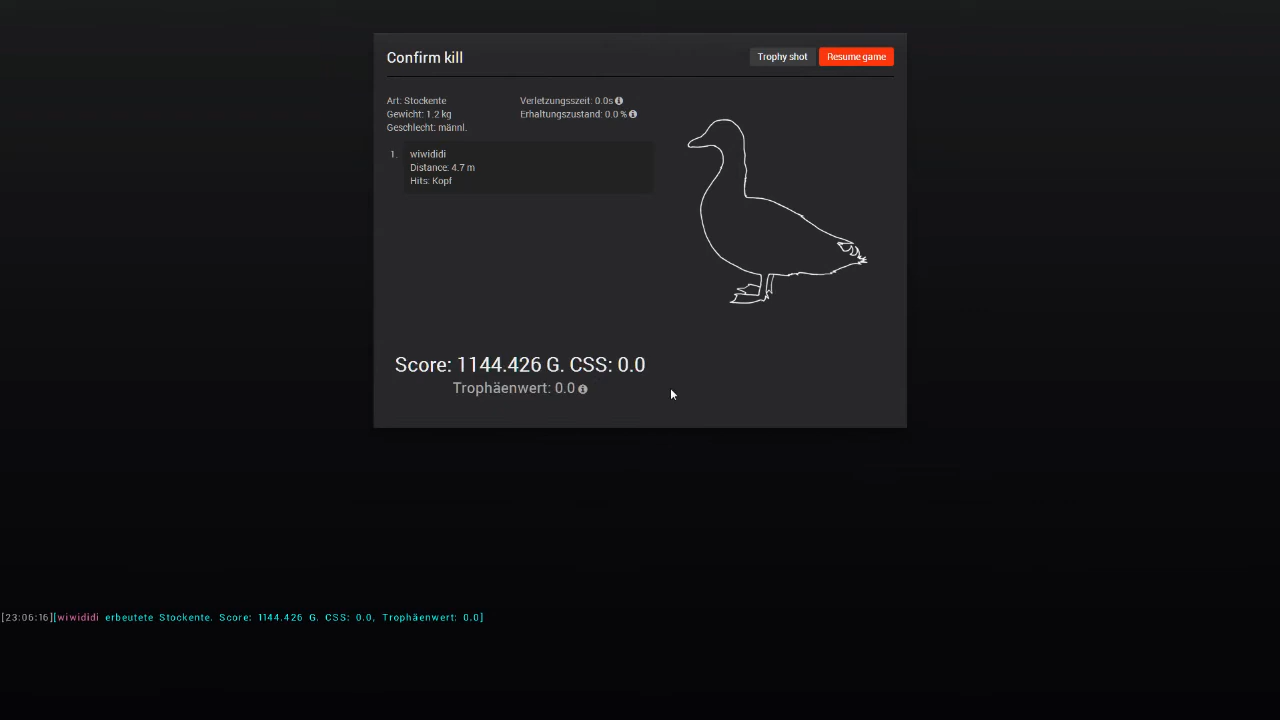 Confirm kill
Trophy shot
Resume game
Art: Stockente
Gewicht: 1.2 kg
Geschlecht: männl.
Verletzungsszeit: 0.0s
Erhaltungszustand: 0.0 %
1.
wiwididi
Distance: 4.7 m
Hits: Kopf
Score: 1144.426 G. CSS: 0.0
Trophäenwert: 0.0
[23:06:16][wiwididi erbeutete Stockente. Score: 1144.426 G. CSS: 0.0, Trophäenwert: 0.0]